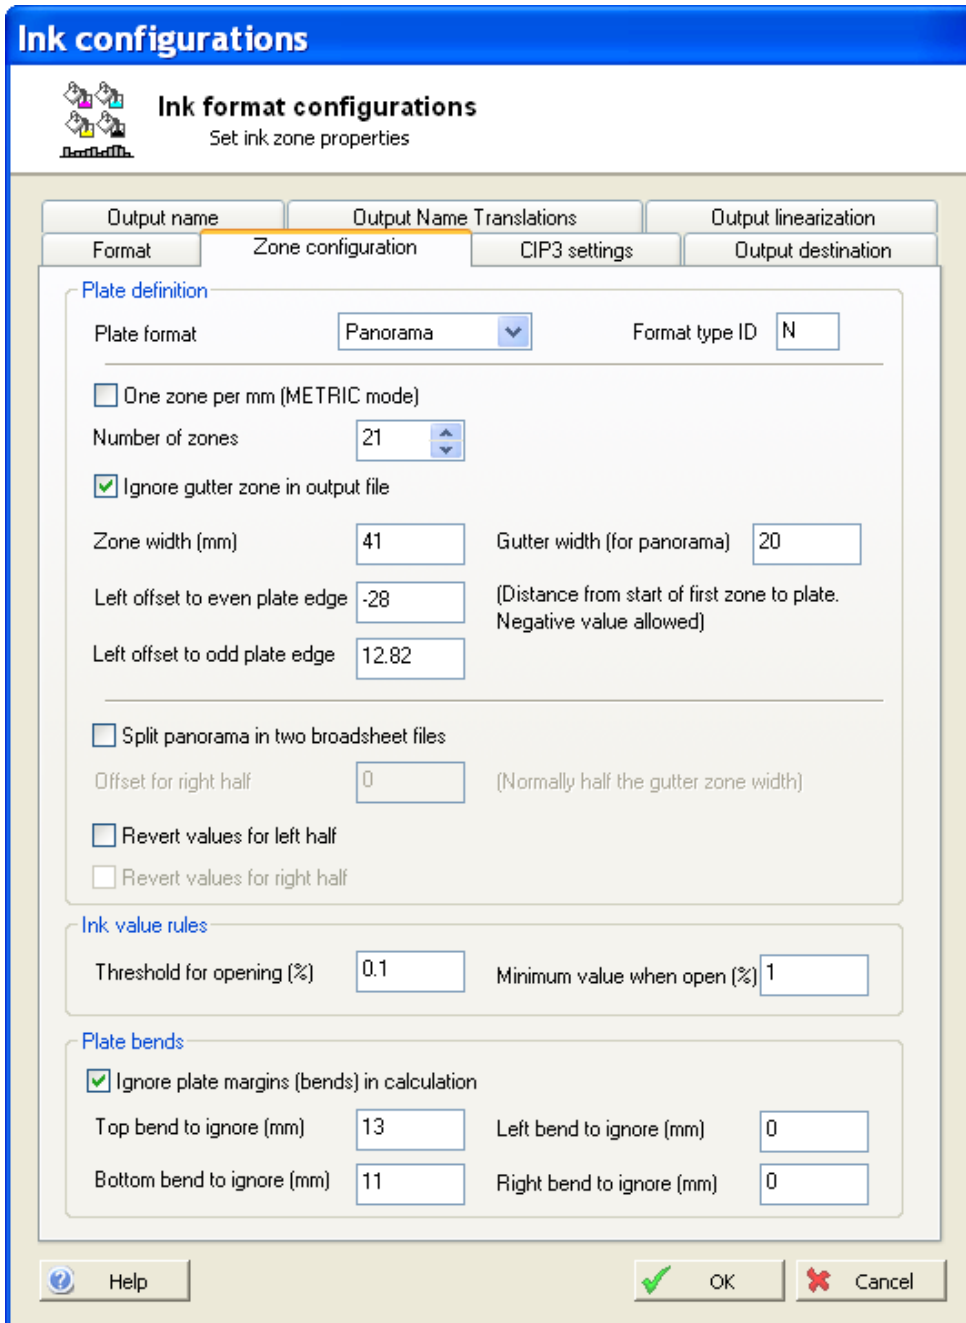 Ink configurations
Ink format configurations
Set ink zone properties
Output name Output Name Translations Output linearization
Format Zone configuration CIP3 settings Output destination
Plate definition
Plate format Panorama Format type ID N
One zone per mm (METRIC mode)
Number of zones 21
Ignore gutter zone in output file
Zone width (mm) 41 Gutter width (for panorama) 20
Left offset to even plate edge -28 (Distance from start of first zone to plate.
Negative value allowed)
Left offset to odd plate edge 12.82
Split panorama in two broadsheet files
Offset for right half 0 (Normally half the gutter zone width)
Revert values for left half
Revert values for right half
Ink value rules
Threshold for opening (%) 0.1 Minimum value when open (%) 1
Plate bends
Ignore plate margins (bends) in calculation
Top bend to ignore (mm) 13 Left bend to ignore (mm) 0
Bottom bend to ignore (mm) 11 Right bend to ignore (mm) 0
Help OK Cancel